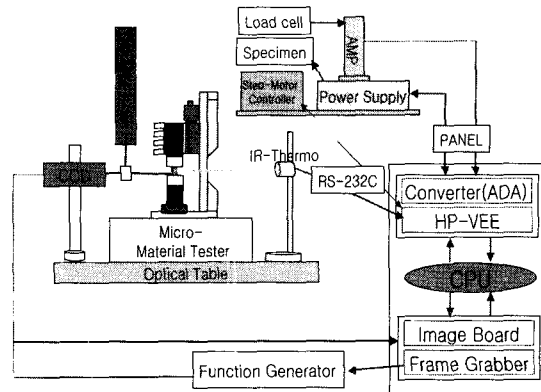 Load cell
AMP
Specimen
Step-Motor
Controller
Power Supply
PANEL
IR-Thermo
RS-232C
Converter(ADA)
HP-VEE
CCD
Micro-
Material Tester
Optical Table
CPU
Image Board
Frame Grabber
Function Generator